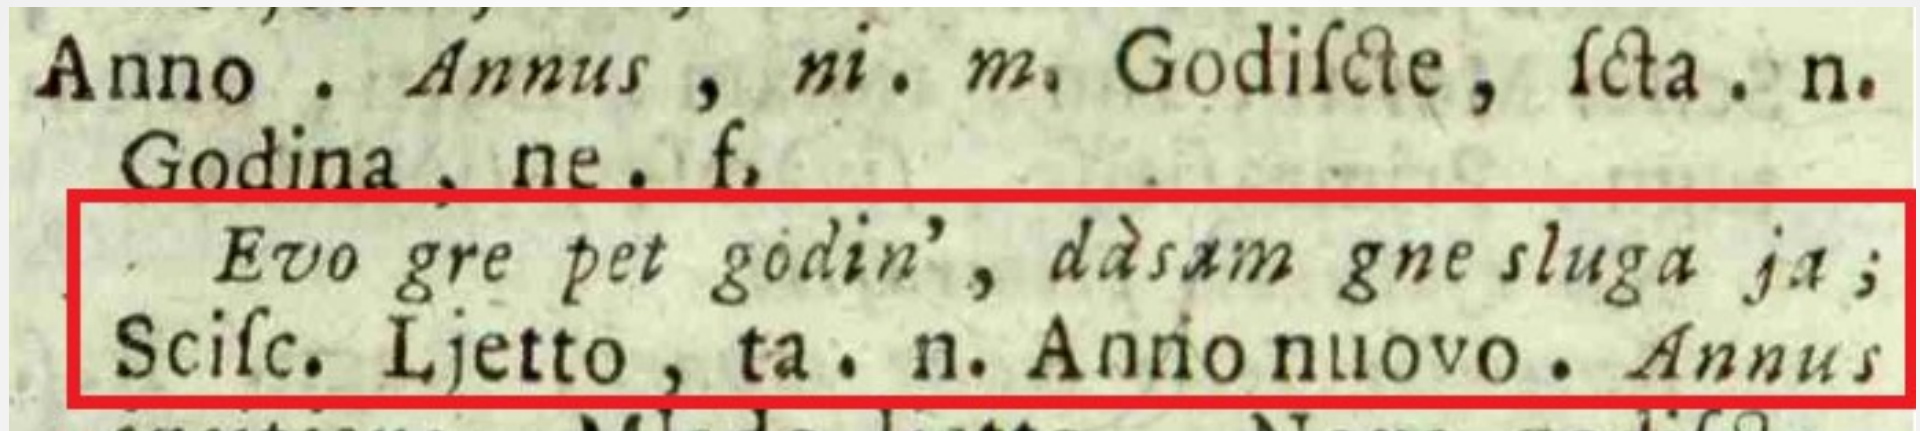 Anno . Annus , ni . m. Godiſcte , ſcta . n.
Godina , ne . f.
Evo gre pet godin' , dàsam gne sluga ja ;
Sciſc. Ljetto , ta . n. Anno nuovo . Annus